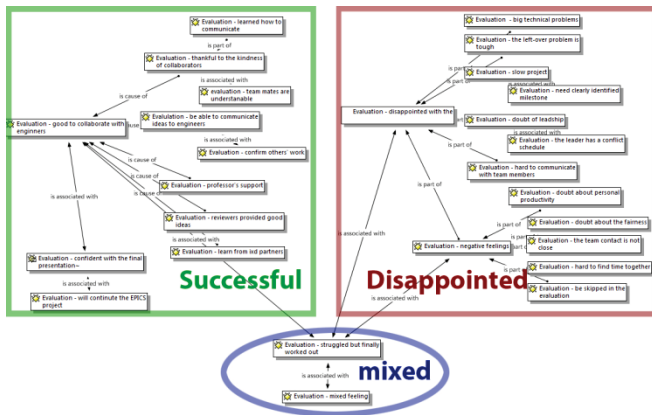 Evaluation - learned how to
communicate
is part of
Evaluation - thankful to the kindness
of collaborators
is associated with
evaluation - team mates are
understanable
is cause of
Evaluation - be able to communicate
ideas to engineers
Evaluation - good to collaborate with
enginners
cause
is associated with
Evaluation - confirm others' work
is cause of
is cause of
is cause of
Evaluation - professor's support
is associated with
Evaluation - reviewers provided good
ideas
Evaluation - learn from iid partners
Evaluation - confident with the final
presentation~
is associated with
Evaluation - will continute the EPICS
project
Successful
Evaluation - big technical problems
Evaluation - the left-over problem is
tough
is part
is part
Evaluation - slow project
Evaluation - need clearly identified
milestone
Evaluation - disappointed with the
Evaluation - doubt of leadship
is associated with
Evaluation - the leader has a conflict
schedule
is part of
Evaluation - hard to communicate
with team members
is part of
Evaluation - doubt about personal
productivity
is part of
Evaluation - doubt about the fairness
Evaluation - negative feelings
Evaluation - the team contact is not
close
is part
Evaluation - hard to find time together
Evaluation - be skipped in the
evaluation
is associated with
is associated with
is associated with
Disappointed
Evaluation - struggled but finally
worked out
is associated with
mixed
Evaluation - mixed feeling